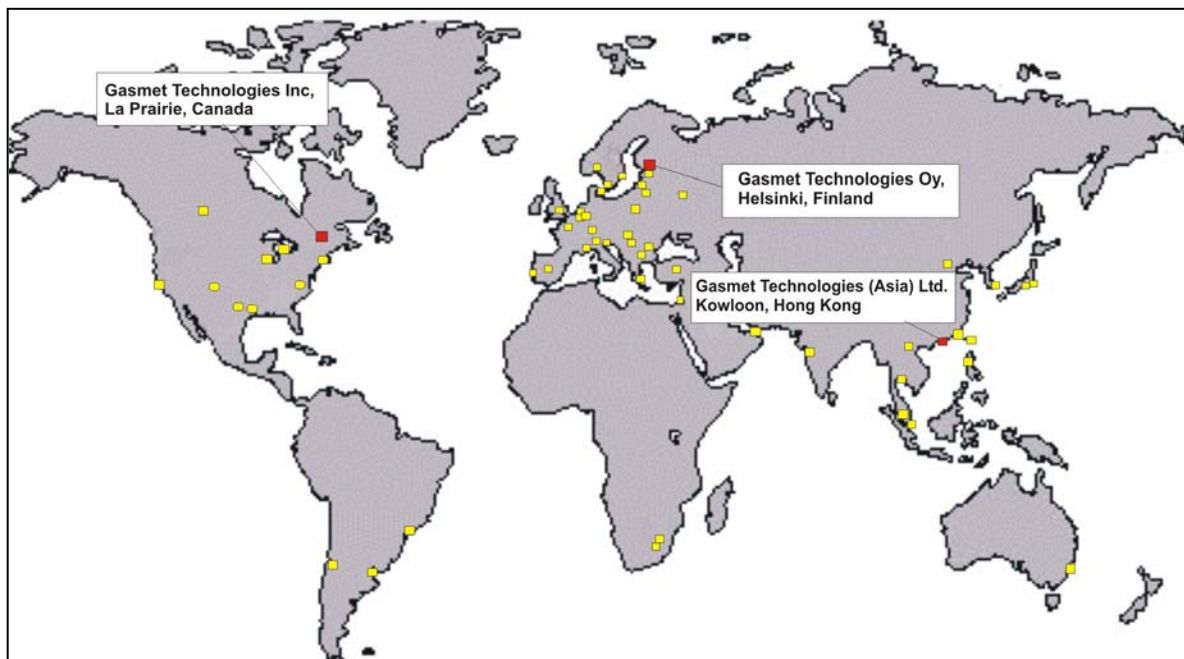 Gasmet Technologies Inc,
La Prairie, Canada
Gasmet Technologies Oy,
Helsinki, Finland
Gasmet Technologies (Asia) Ltd.
Kowloon, Hong Kong